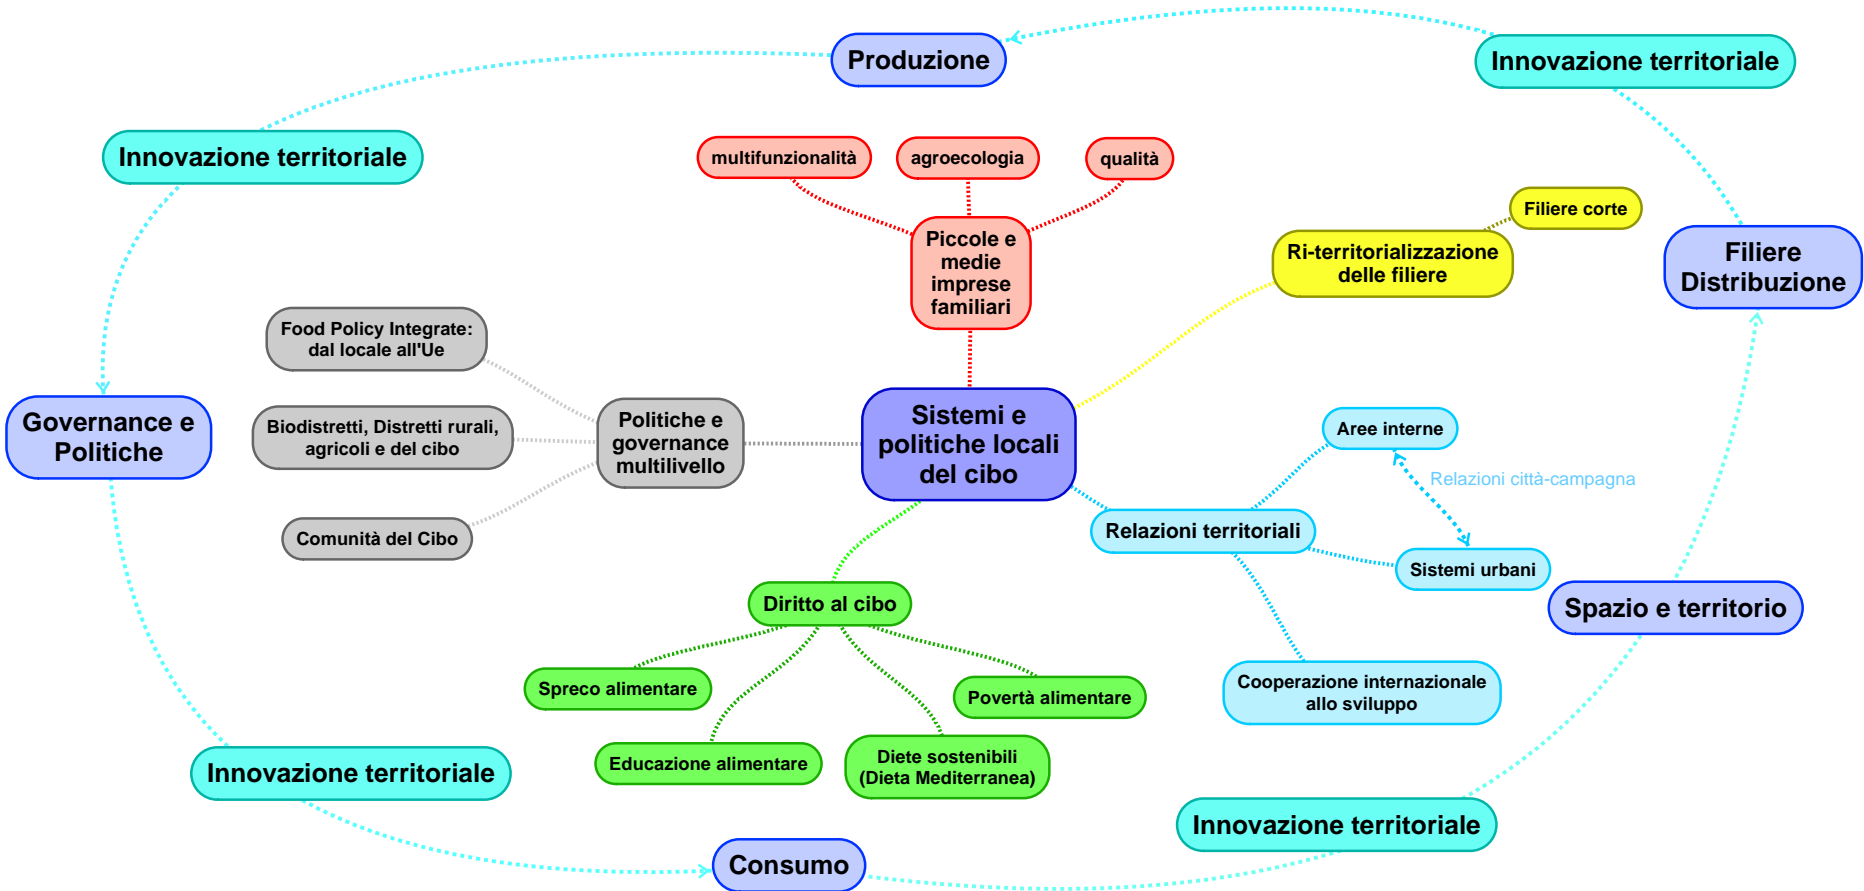 Produzione
Innovazione territoriale
Innovazione territoriale
multifunzionalità
agroecologia
qualità
Filiere corte
Piccole e
medie
imprese
familiari
Ri-territorializzazione
delle filiere
Filiere
Distribuzione
Food Policy Integrate:
dal locale all'Ue
Governance e
Politiche
Biodistretti, Distretti rurali,
agricoli e del cibo
Politiche e
governance
multilivello
Sistemi e
politiche locali
del cibo
Aree interne
Relazioni città-campagna
Comunità del Cibo
Relazioni territoriali
Sistemi urbani
Diritto al cibo
Spazio e territorio
Spreco alimentare
Povertà alimentare
Cooperazione internazionale
allo sviluppo
Educazione alimentare
Diete sostenibili
(Dieta Mediterranea)
Innovazione territoriale
Innovazione territoriale
Consumo